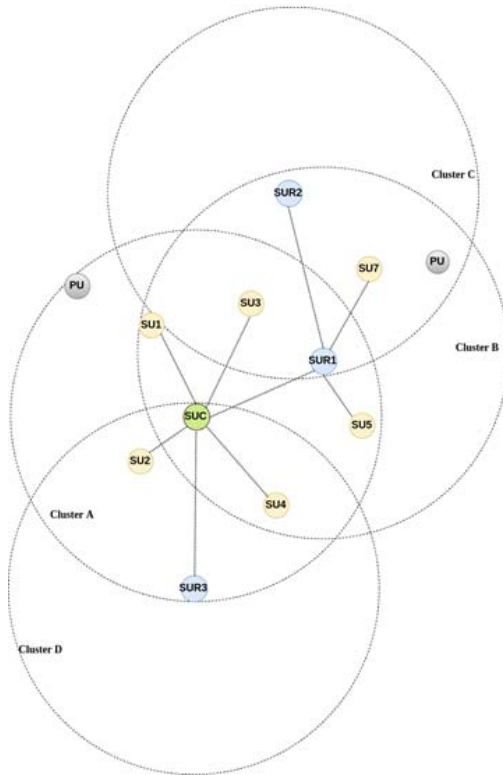 Cluster C
SUR2
PU
SU7
PU
SU3
SU1
Cluster B
SUR1
SUC
SU5
SU2
SU4
Cluster A
SUR3
Cluster D